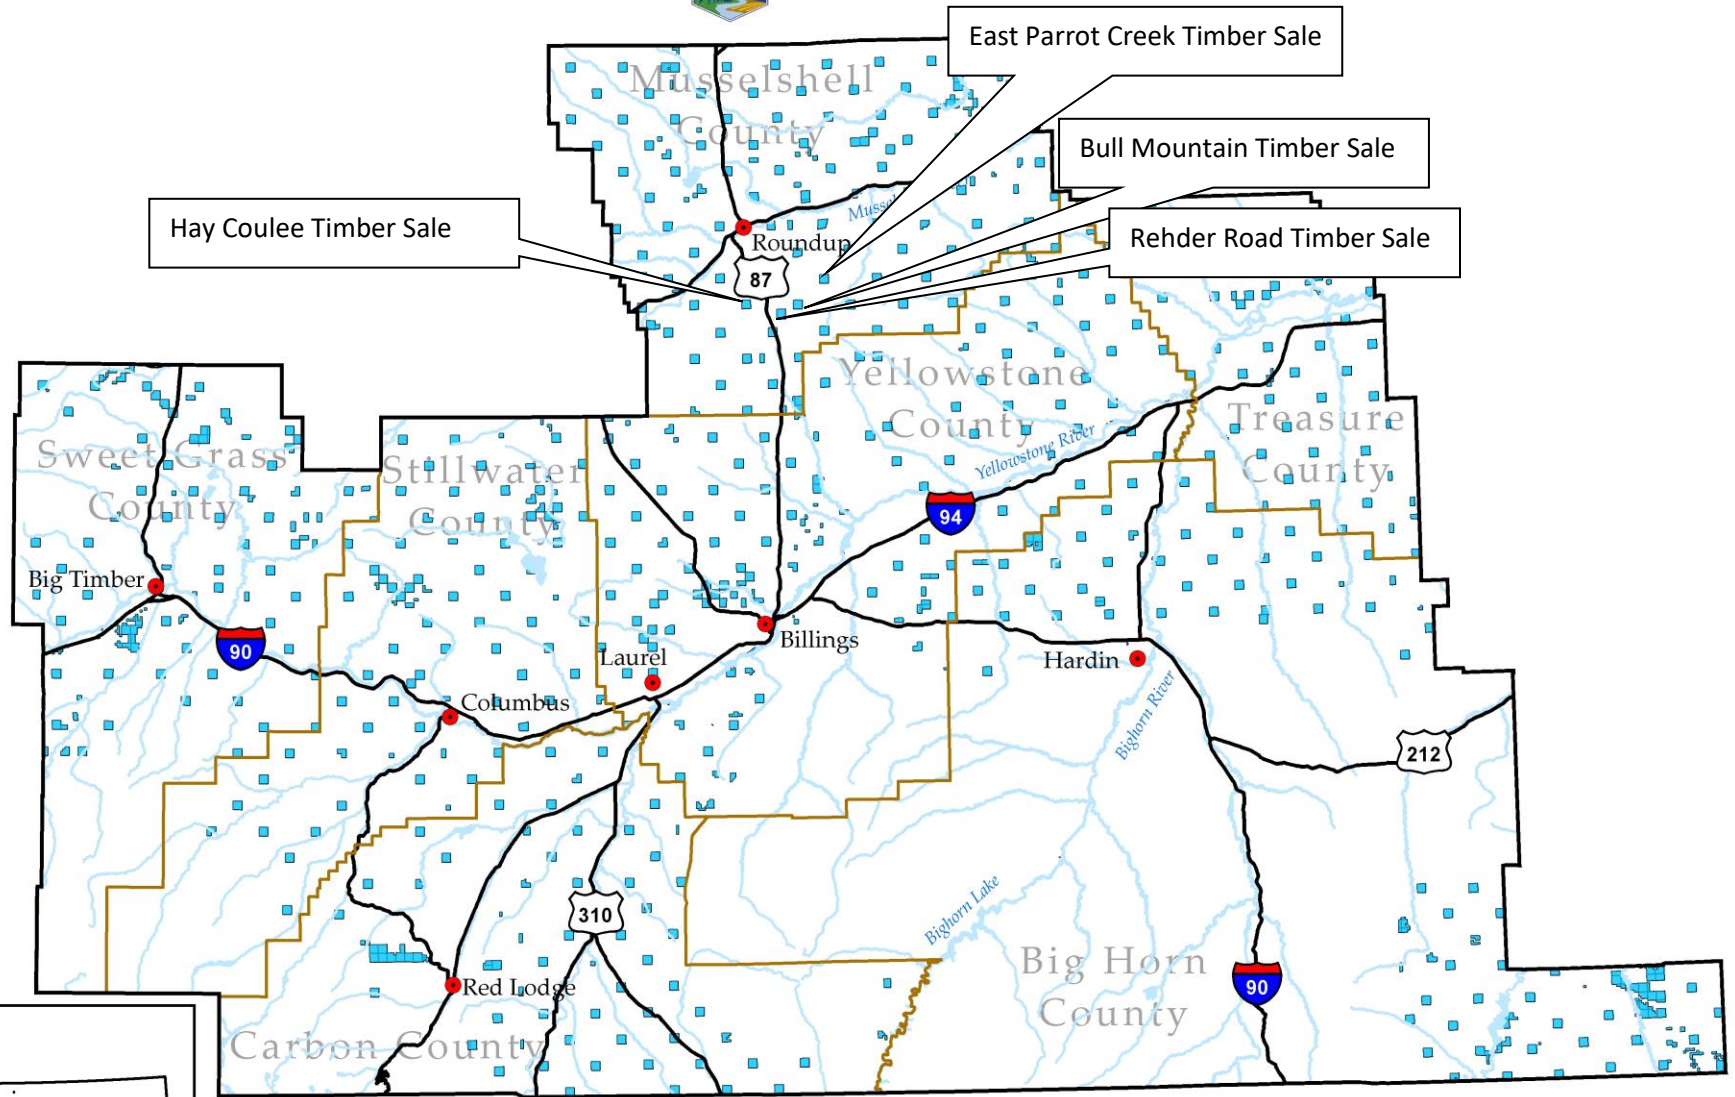 East Parrot Creek Timber Sale
Musselshell
County
Bull Mountain Timber Sale
Hay Coulee Timber Sale
Rehder Road Timber Sale
Roundup
87
Yellowstone
County
Yellowstone River
Treasure
County
Sweet Grass
County
Stillwater
County
94
Big Timber
90
Billings
Laurel
Hardin
Columbus
Bighorn River
212
310
Bighorn Lake
Big Horn
County
90
Red Lodge
Carbon County